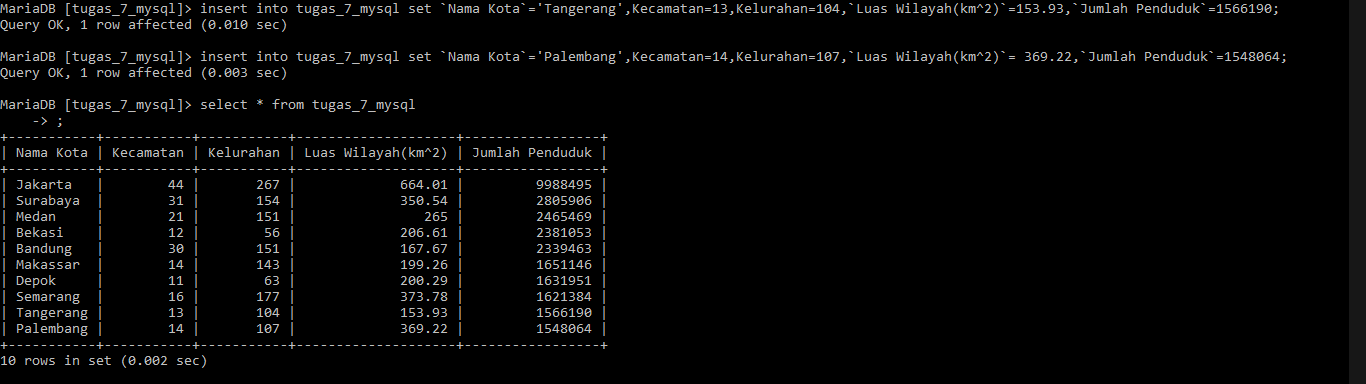 MariaDB [tugas_7_mysql]> insert into tugas_7_mysql set `Nama Kota`='Tangerang',Kecamatan=13,Kelurahan=104,`Luas Wilayah(km^2)`=153.93,`Jumlah Penduduk`=1566190;
Query OK, 1 row affected (0.010 sec)
MariaDB [tugas_7_mysql]> insert into tugas_7_mysql set `Nama Kota`='Palembang',Kecamatan=14,Kelurahan=107,`Luas Wilayah(km^2)`= 369.22,`Jumlah Penduduk`=1548064;
Query OK, 1 row affected (0.003 sec)
MariaDB [tugas_7_mysql]> select * from tugas_7_mysql
    -> ;
+-----------+-----------+-----------+--------------------+-----------------+
| Nama Kota | Kecamatan | Kelurahan | Luas Wilayah(km^2) | Jumlah Penduduk |
+-----------+-----------+-----------+--------------------+-----------------+
| Jakarta   |        44 |       267 |             664.01 |         9988495 |
| Surabaya  |        31 |       154 |             350.54 |         2805906 |
| Medan     |        21 |       151 |                265 |         2465469 |
| Bekasi    |        12 |        56 |             206.61 |         2381053 |
| Bandung   |        30 |       151 |             167.67 |         2339463 |
| Makassar  |        14 |       143 |             199.26 |         1651146 |
| Depok     |        11 |        63 |             200.29 |         1631951 |
| Semarang  |        16 |       177 |             373.78 |         1621384 |
| Tangerang |        13 |       104 |             153.93 |         1566190 |
| Palembang |        14 |       107 |             369.22 |         1548064 |
+-----------+-----------+-----------+--------------------+-----------------+
10 rows in set (0.002 sec)